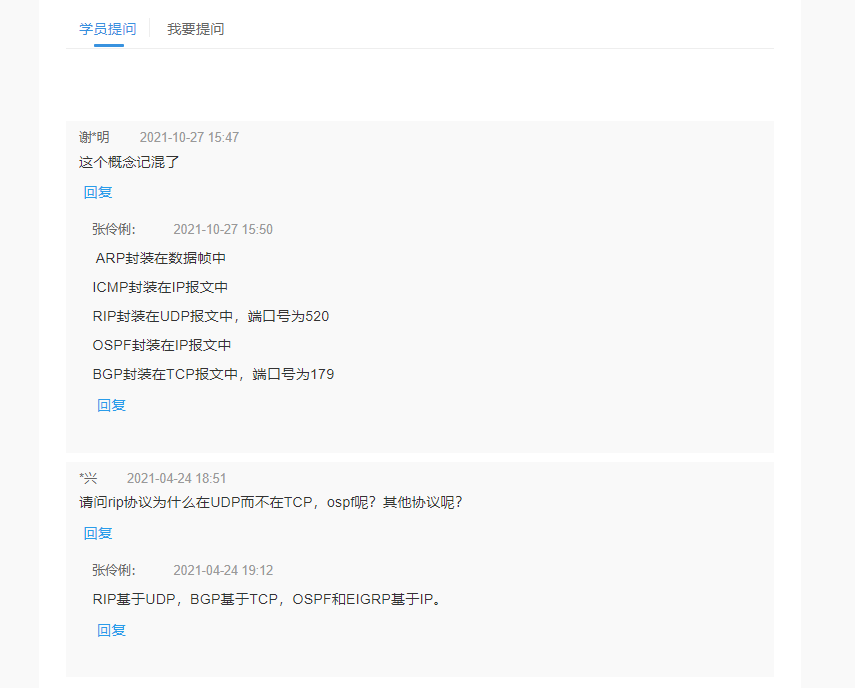 学员提问 我要提问
谢*明 2021-10-27 15:47
这个概念记混了
回复
张伶俐: 2021-10-27 15:50
ARP封装在数据帧中
ICMP封装在IP报文中
RIP封装在UDP报文中，端口号为520
OSPF封装在IP报文中
BGP封装在TCP报文中，端口号为179
回复
*兴 2021-04-24 18:51
请问rip协议为什么在UDP而不在TCP，ospf呢？其他协议呢？
回复
张伶俐: 2021-04-24 19:12
RIP基于UDP，BGP基于TCP，OSPF和EIGRP基于IP。
回复